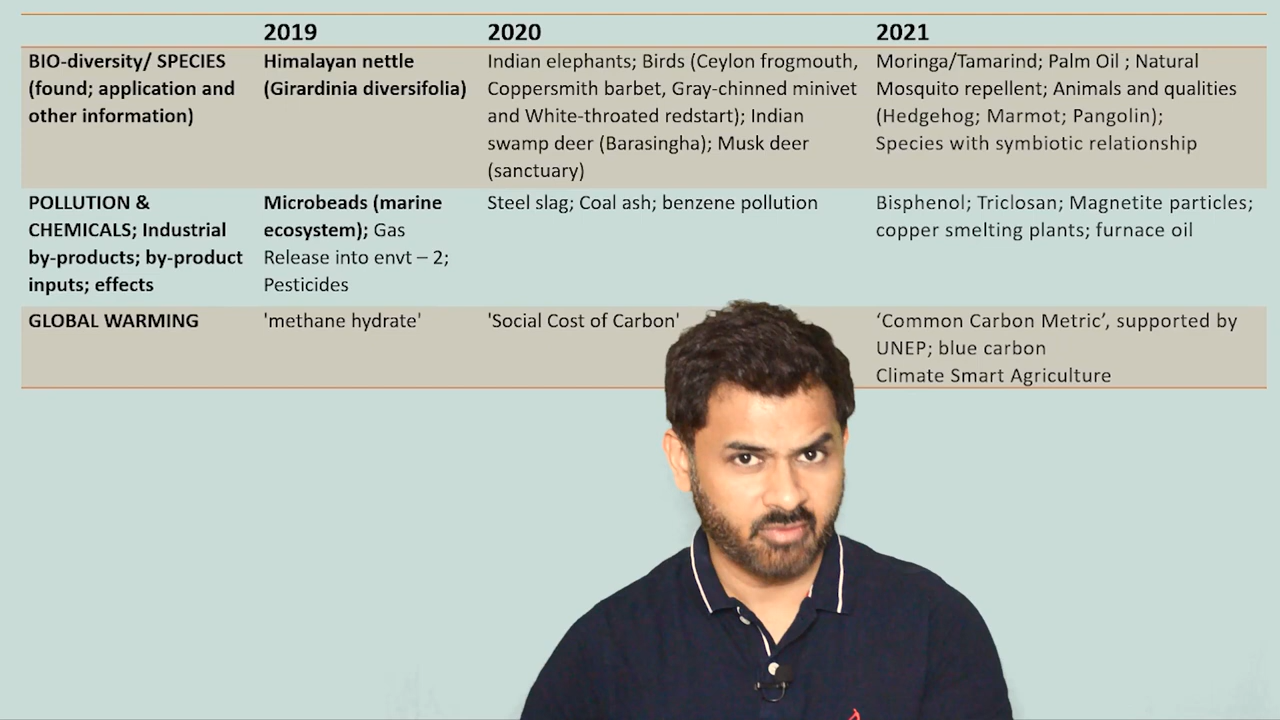 2019 2020 2021
BIO-diversity/ SPECIES
(found; application and
other information)
Himalayan nettle
(Girardinia diversifolia)
Indian elephants; Birds (Ceylon frogmouth,
Coppersmith barbet, Gray-chinned minivet
and White-throated redstart); Indian
swamp deer (Barasingha); Musk deer
(sanctuary)
Moringa/Tamarind; Palm Oil ; Natural
Mosquito repellent; Animals and qualities
(Hedgehog; Marmot; Pangolin);
Species with symbiotic relationship
POLLUTION &
CHEMICALS; Industrial
by-products; by-product
inputs; effects
Microbeads (marine
ecosystem); Gas
Release into envt – 2;
Pesticides
Steel slag; Coal ash; benzene pollution
Bisphenol; Triclosan; Magnetite particles;
copper smelting plants; furnace oil
GLOBAL WARMING
'methane hydrate'
'Social Cost of Carbon'
‘Common Carbon Metric’, supported by
UNEP; blue carbon
Climate Smart Agriculture